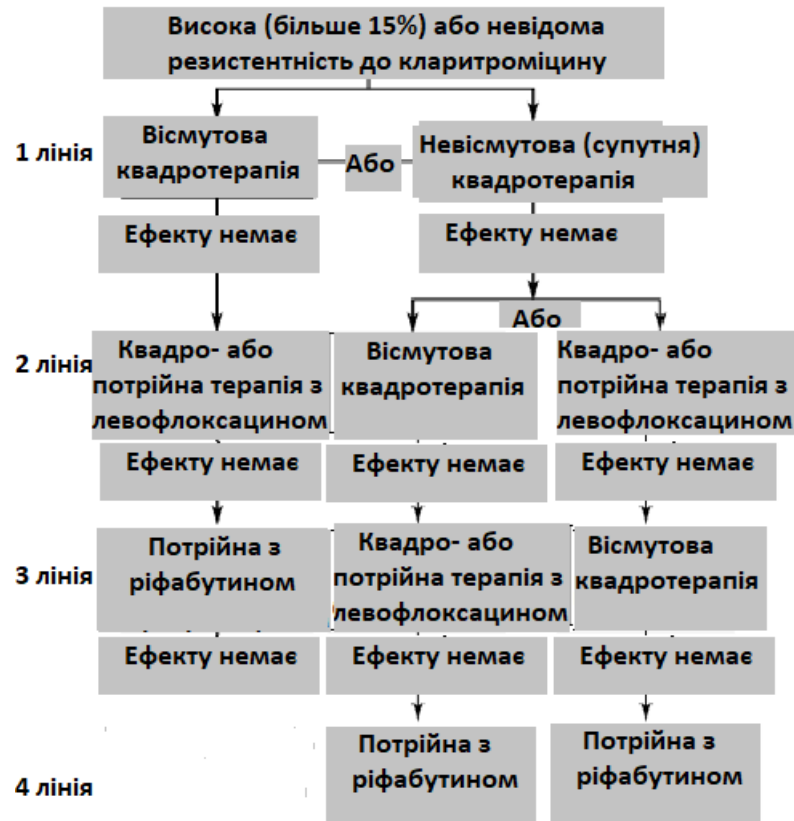 Висока (більше 15%) або невідома
резистентність до кларитроміцину
1 лінія
Вісмутова
квадротерапія
Або
Невісмутова (супутня)
квадротерапія
Ефекту немає
Ефекту немає
Або
2 лінія
Квадро- або
потрійна терапія з
левофлоксацином
Вісмутова
квадротерапія
Квадро- або
потрійна терапія з
левофлоксацином
Ефекту немає
Ефекту немає
Ефекту немає
3 лінія
Потрійна з
ріфабутином
Квадро- або
потрійна терапія з
левофлоксацином
Вісмутова
квадротерапія
Ефекту немає
Ефекту немає
Ефекту немає
4 лінія
Потрійна з
ріфабутином
Потрійна з
ріфабутином